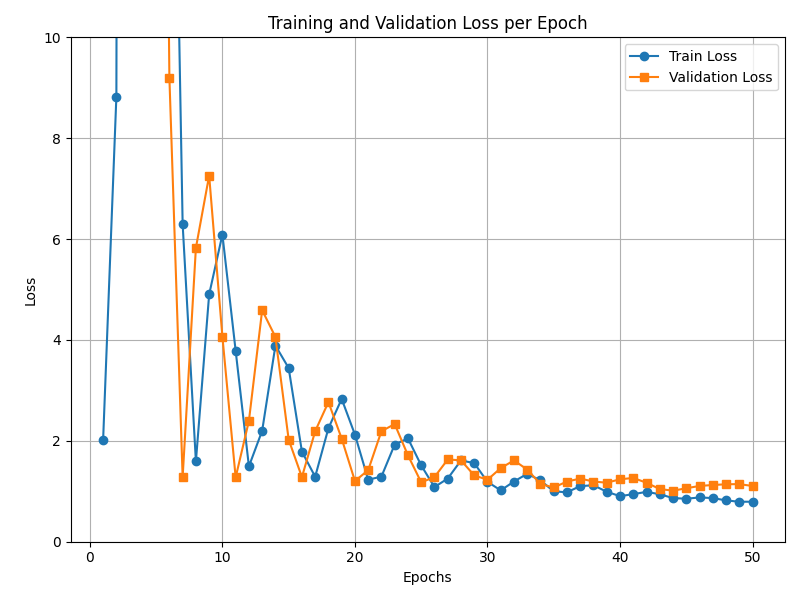 Training and Validation Loss per Epoch
Train Loss
Validation Loss
10
8
6
4
2
0
Loss
0 10 20 30 40 50
Epochs